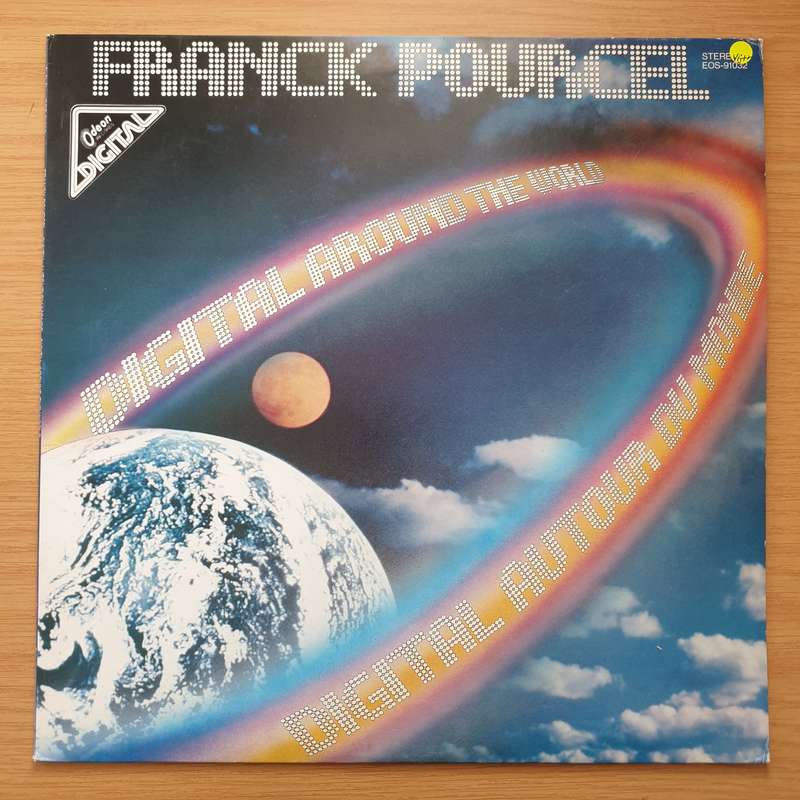 FRANCK POURCEL
STEREO
EOS-91032
Odeon
DIGITAL
DIGITAL AROUND THE WORLD
DIGITAL AUTOUR DU MONDE